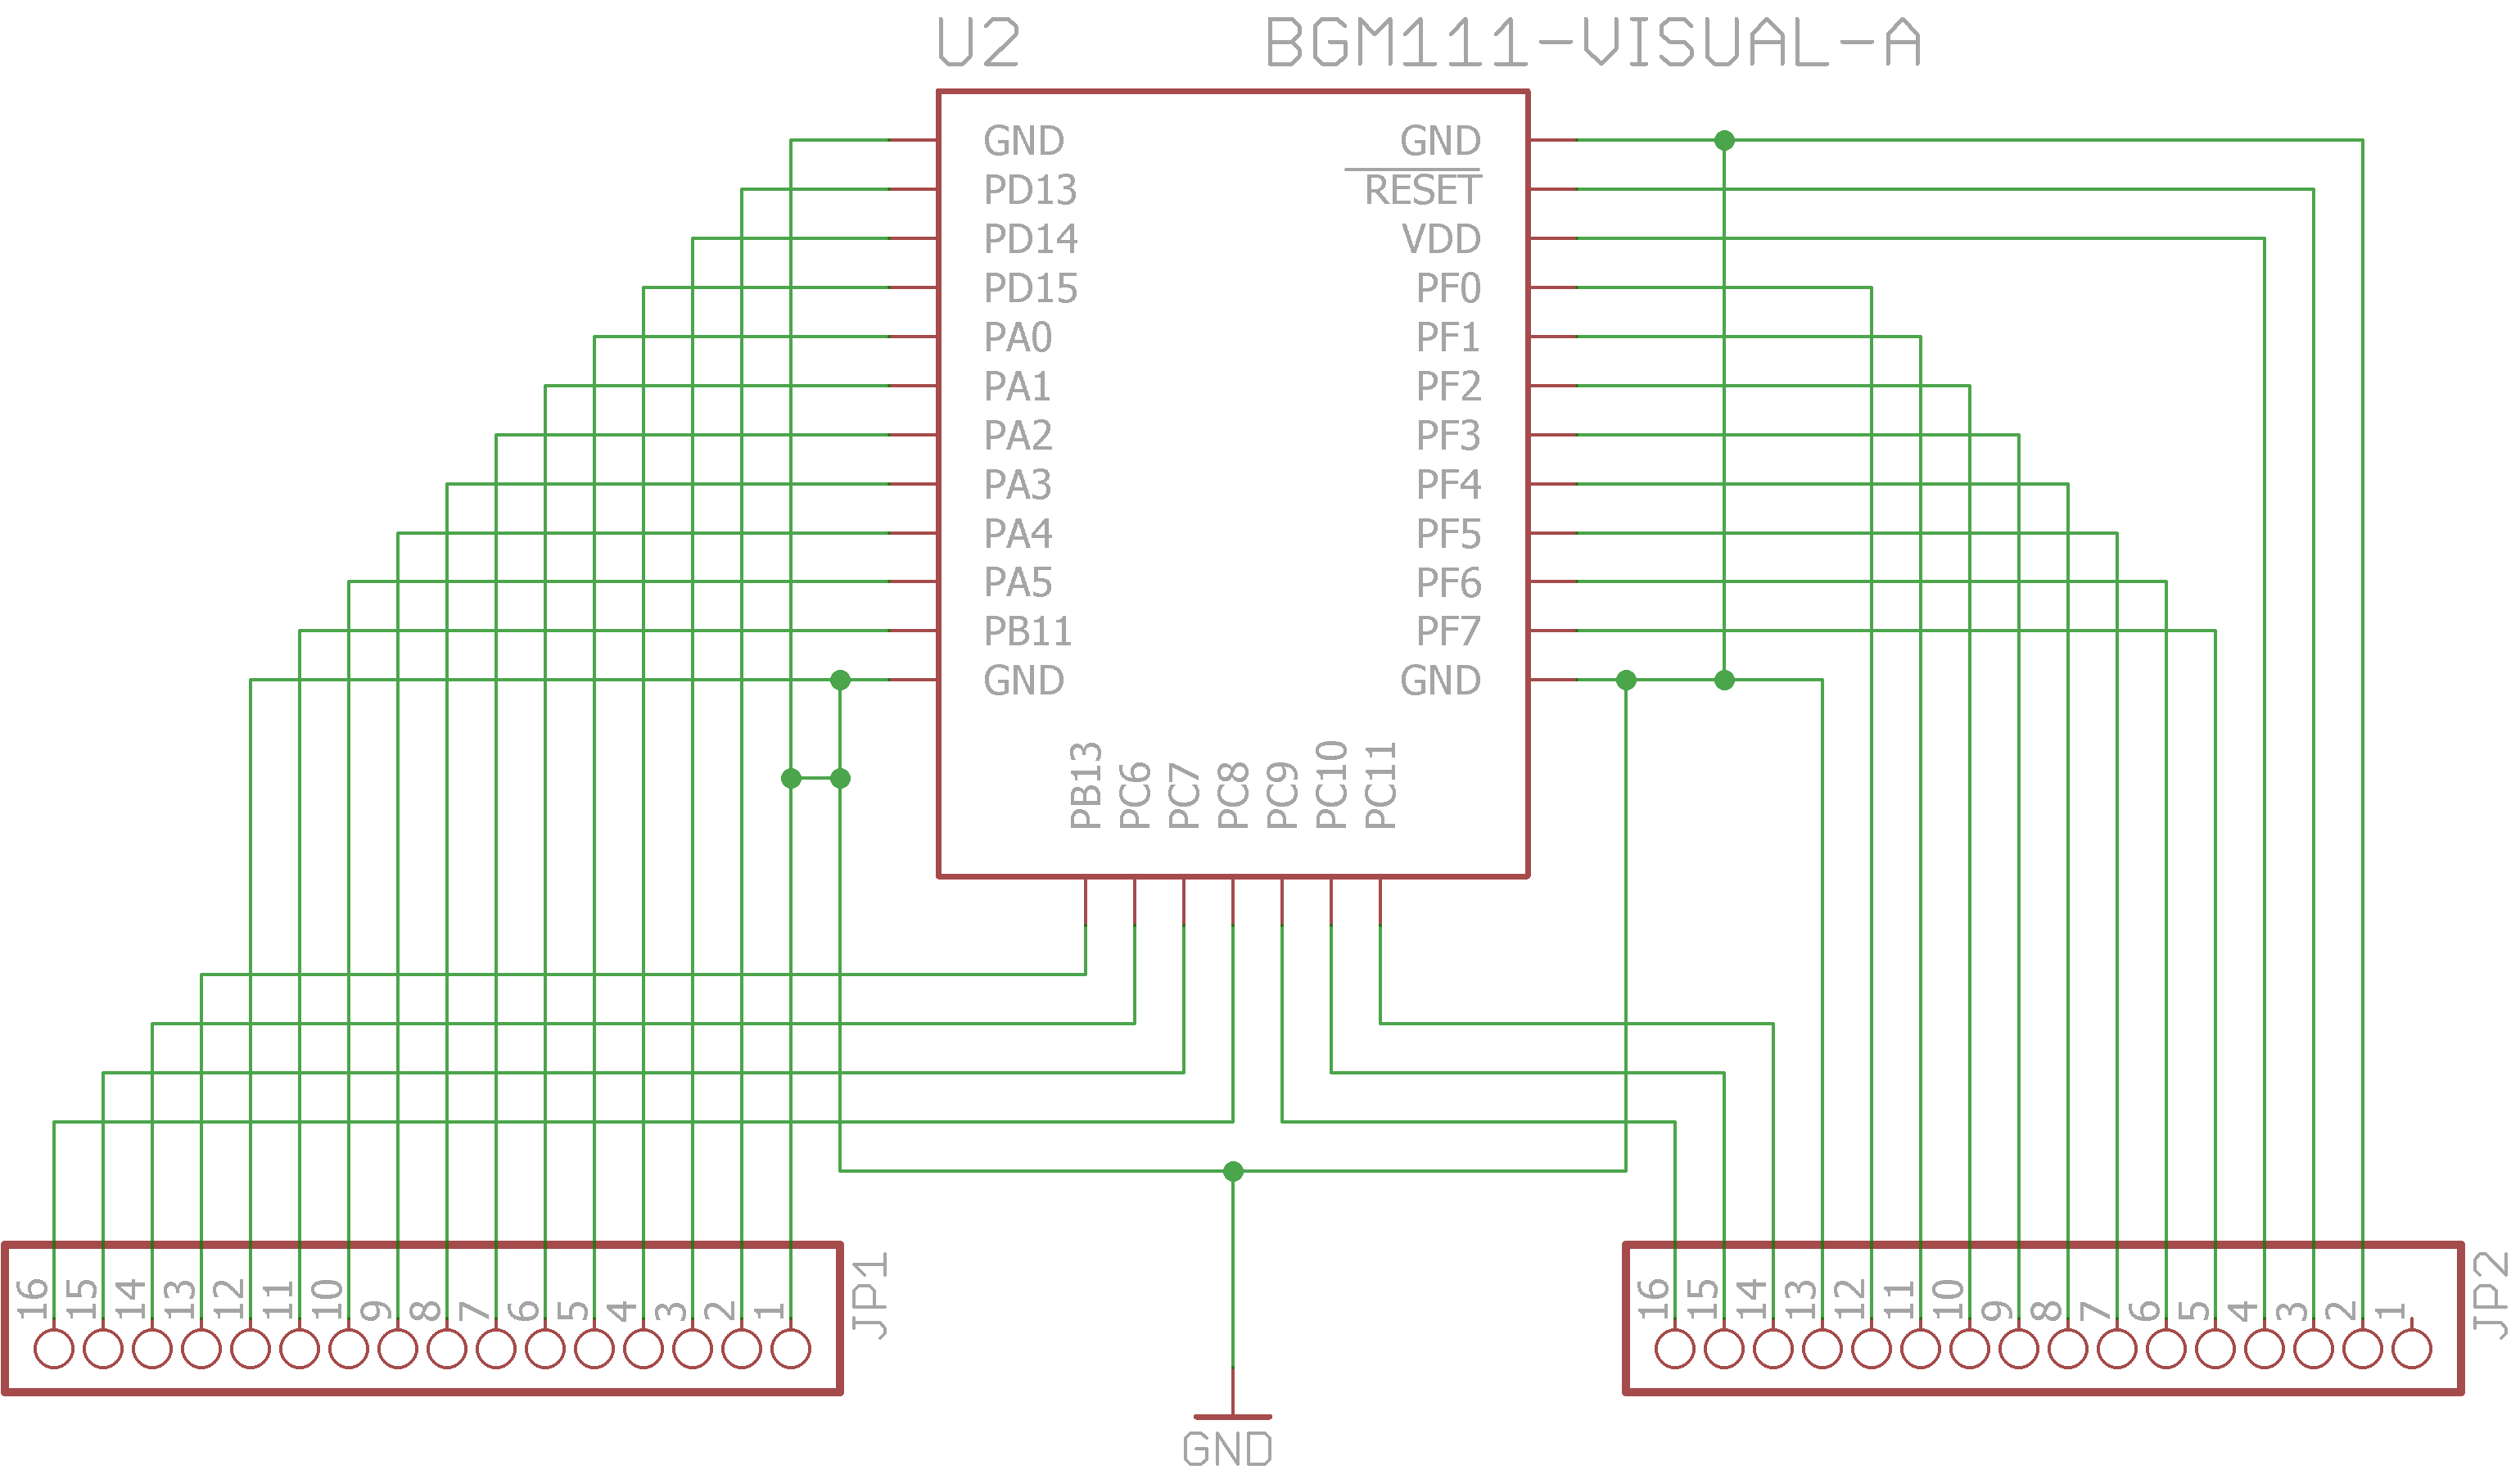 U2 BGM111-VISUAL-A
GND GND
PD13 RESET
PD14 VDD
PD15 PF0
PA0 PF1
PA1 PF2
PA2 PF3
PA3 PF4
PA4 PF5
PA5 PF6
PB11 PF7
GND GND
PB13 PC6 PC7 PC8 PC9 PC10 PC11
16 15 14 13 12 11 10 9 8 7 6 5 4 3 2 1 JP1
16 15 14 13 12 11 10 9 8 7 6 5 4 3 2 1 JP2
GND